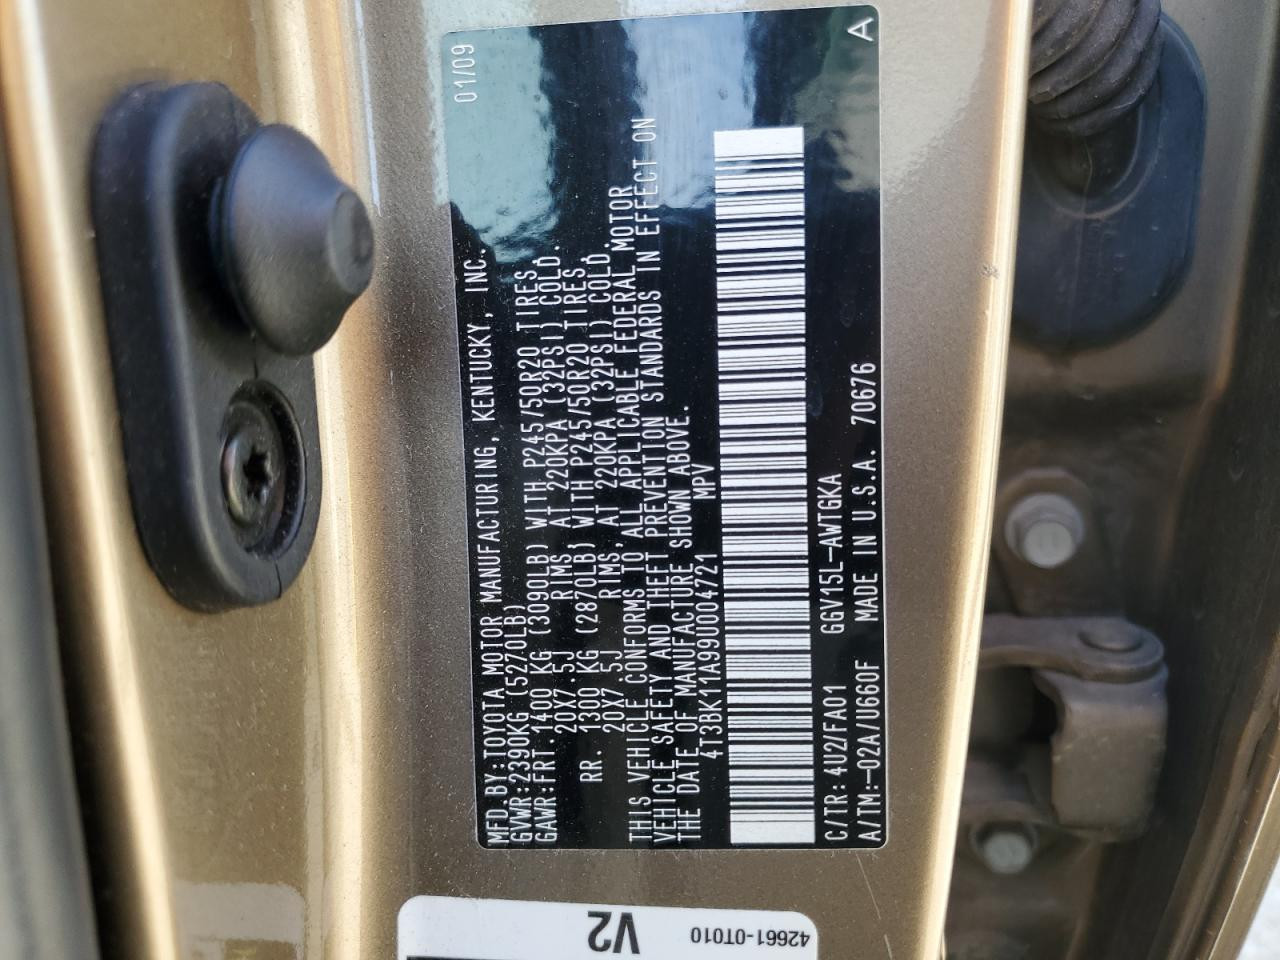 MFD.BY:TOYOTA MOTOR MANUFACTURING, KENTUCKY, INC. 01/09
GVWR:2390KG (5270LB)
GAWR:FRT.1400 KG (3090LB) WITH P245/50R20 TIRES,
20X7.5J RIMS, AT 220KPA (32PSI) COLD.
RR. 1300 KG (2870LB) WITH P245/50R20 TIRES,
20X7.5J RIMS, AT 220KPA (32PSI) COLD.
THIS VEHICLE CONFORMS TO ALL APPLICABLE FEDERAL MOTOR
VEHICLE SAFETY AND THEFT PREVENTION STANDARDS IN EFFECT ON
THE DATE OF MANUFACTURE SHOWN ABOVE.
4T3BK11A99U004721 MPV
C/TR:4U2/FA01 GGV15L-AWTGKA
A/TM:-02A/U660F MADE IN U.S.A. 70676 A
42661-0T010
V2